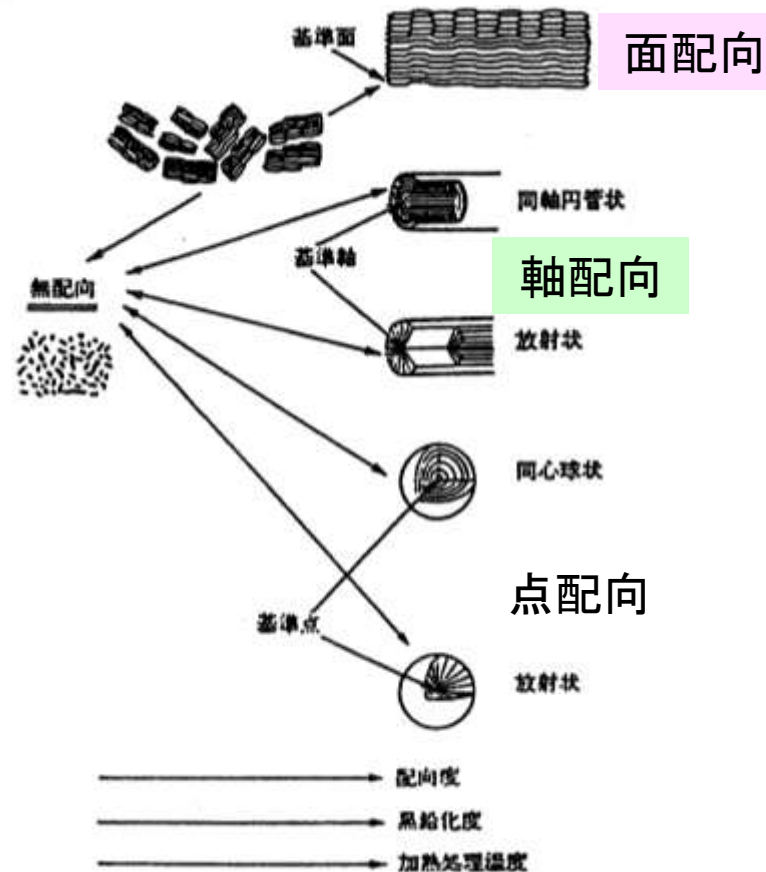 基準面
面配向
同軸円管状
基準軸
軸配向
無配向
放射状
同心球状
点配向
基準点
放射状
配向度
黒鉛化度
加熱処理温度